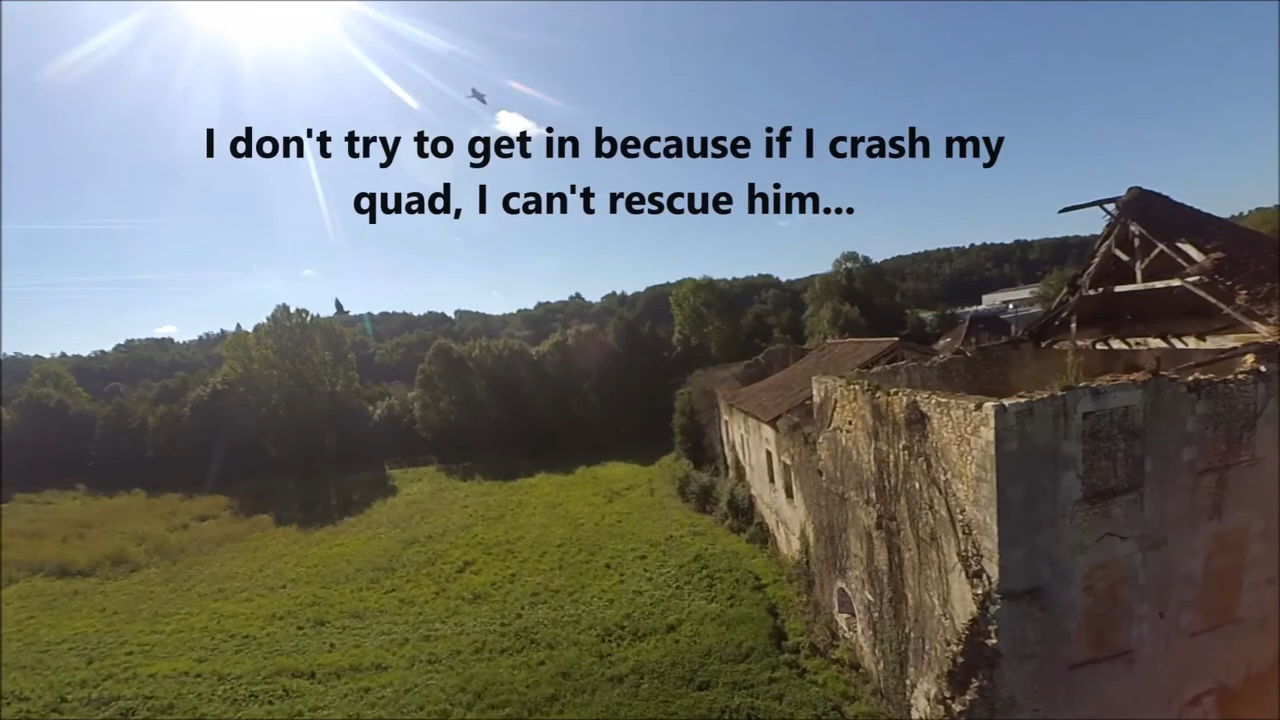 I don't try to get in because if I crash my
quad, I can't rescue him...